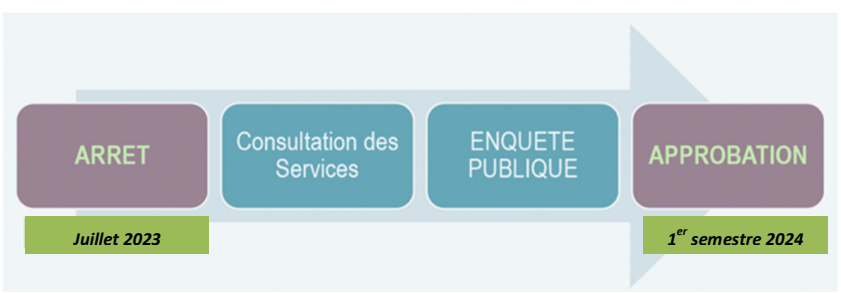 ARRET
Consultation des
Services
ENQUETE
PUBLIQUE
APPROBATION
Juillet 2023
1er semestre 2024